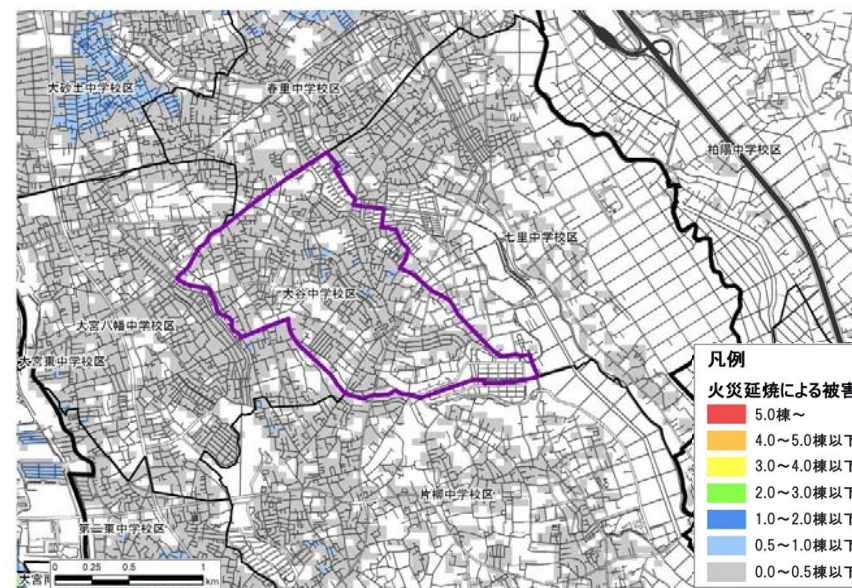 大砂土中学校区
春里中学校区
柏陽中学校区
七里中学校区
大谷中学校区
大宮八幡中学校区
大宮東中学校区
片柳中学校区
第二東中学校区
0 0.25 0.5 1
km
凡例
火災延焼による被害
5.0棟～
4.0～5.0棟以下
3.0～4.0棟以下
2.0～3.0棟以下
1.0～2.0棟以下
0.5～1.0棟以下
0.0～0.5棟以下